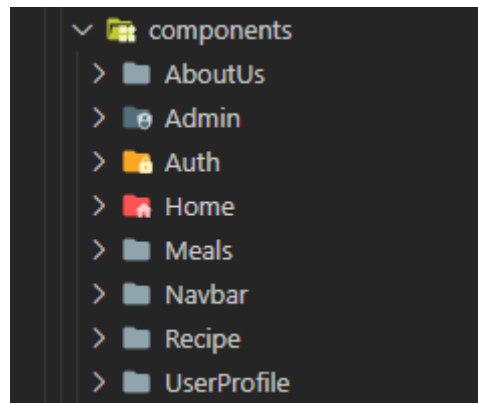 components
AboutUs
Admin
Auth
Home
Meals
Navbar
Recipe
UserProfile